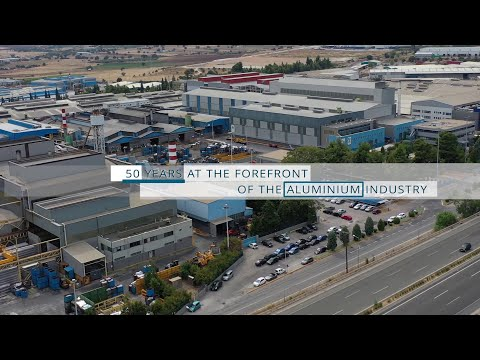 50 YEARS AT THE FOREFRONT
OF THE ALUMINIUM INDUSTRY